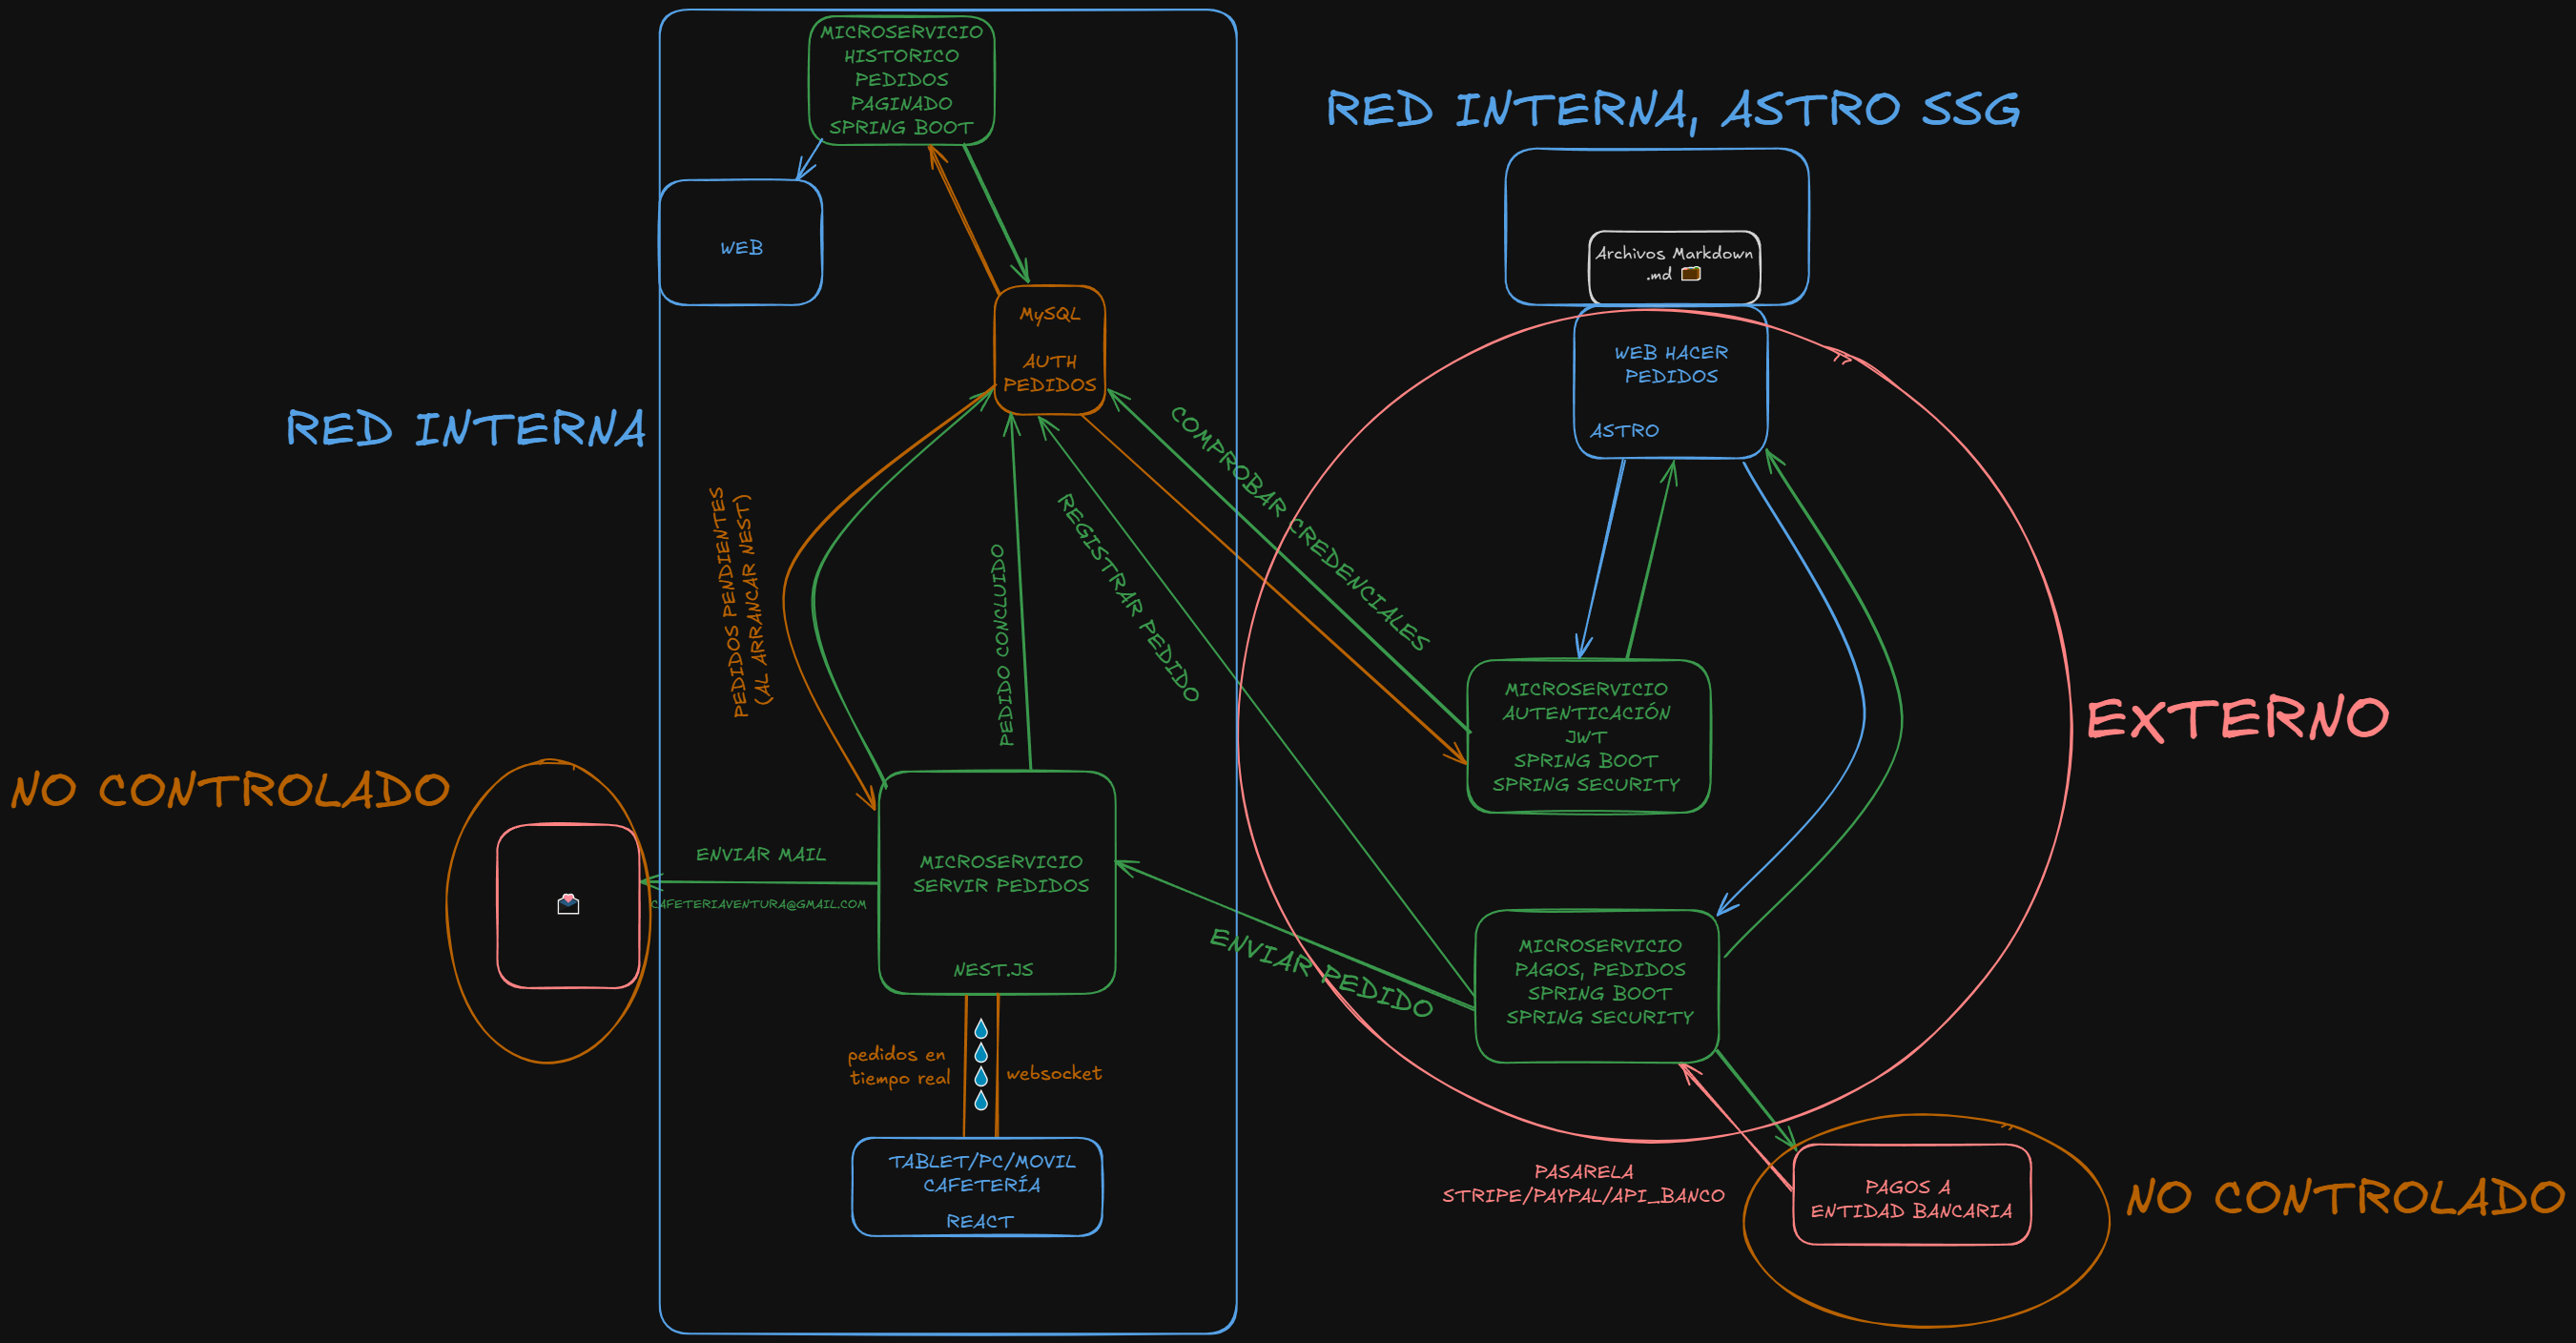 MICROSERVICIO
HISTORICO
PEDIDOS
PAGINADO
SPRING BOOT
WEB
RED INTERNA, ASTRO SSG
Archivos Markdown
.md
MySQL
AUTH
PEDIDOS
WEB HACER
PEDIDOS
ASTRO
RED INTERNA
COMPROBAR CREDENCIALES
REGISTRAR PEDIDO
PEDIDO CONCLUIDO
PEDIDOS PENDIENTES
(AL ARRANCAR NEST)
MICROSERVICIO
AUTENTICACIÓN
JWT
SPRING BOOT
SPRING SECURITY
EXTERNO
NO CONTROLADO
ENVIAR MAIL
CAFETERIAVENTURA@GMAIL.COM
MICROSERVICIO
SERVIR PEDIDOS
NEST.JS
ENVIAR PEDIDO
MICROSERVICIO
PAGOS, PEDIDOS
SPRING BOOT
SPRING SECURITY
pedidos en
tiempo real
websocket
TABLET/PC/MOVIL
CAFETERÍA
REACT
PASARELA
STRIPE/PAYPAL/API_BANCO
PAGOS A
ENTIDAD BANCARIA
NO CONTROLADO